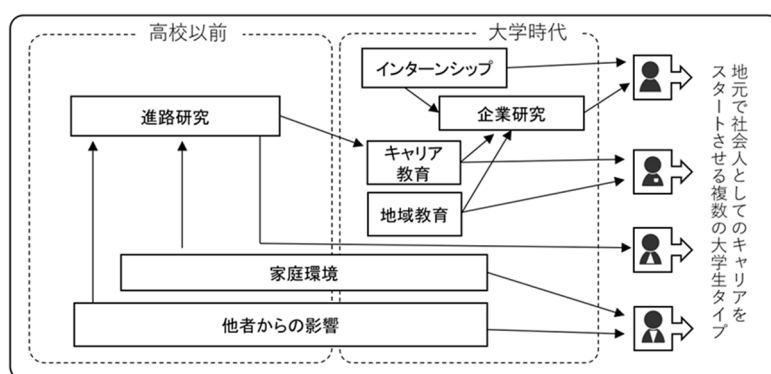 高校以前
大学時代
インターンシップ
企業研究
進路研究
キャリア
教育
地域教育
家庭環境
他者からの影響
地元で社会人としてのキャリアを
スタートさせる複数の大学生タイプ